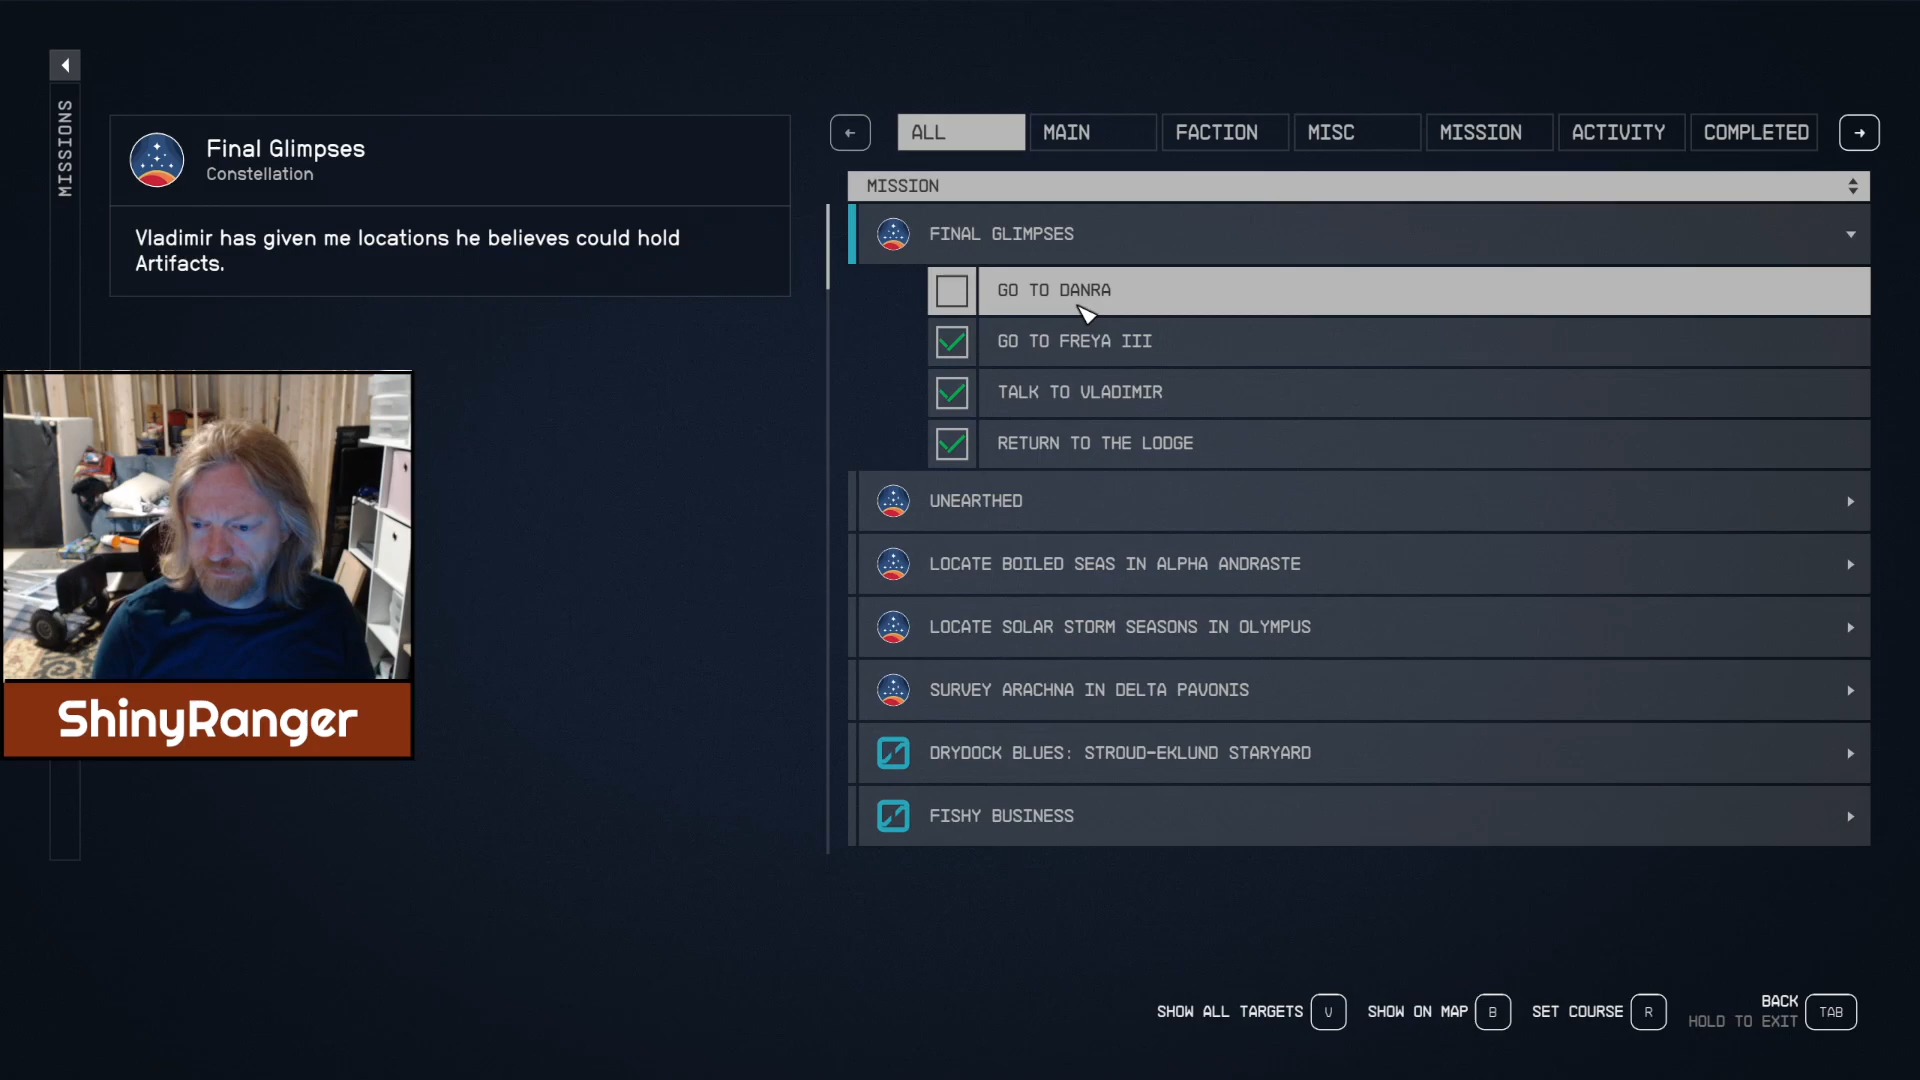 MISSIONS
Final Glimpses
Constellation
Vladimir has given me locations he believes could hold
Artifacts.
ALL
MAIN
FACTION
MISC
MISSION
ACTIVITY
COMPLETED
MISSION
FINAL GLIMPSES
GO TO DANRA
GO TO FREYA III
TALK TO VLADIMIR
RETURN TO THE LODGE
UNEARTHED
LOCATE BOILED SEAS IN ALPHA ANDRASTE
LOCATE SOLAR STORM SEASONS IN OLYMPUS
SURVEY ARACHNA IN DELTA PAVONIS
DRYDOCK BLUES: STROUD-EKLUND STARYARD
FISHY BUSINESS
ShinyRanger
SHOW ALL TARGETS V
SHOW ON MAP B
SET COURSE R
BACK
HOLD TO EXIT
TAB